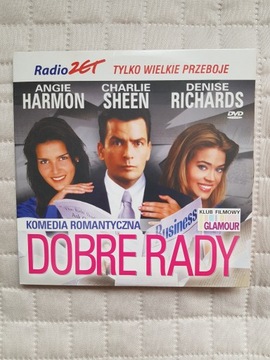 Radio ZET TYLKO WIELKIE PRZEBOJE
ANGIE HARMON
CHARLIE SHEEN
DENISE RICHARDS
DVD
Business
KOMEDIA ROMANTYCZNA
KLUB FILMOWY
GLAMOUR
DOBRE RADY